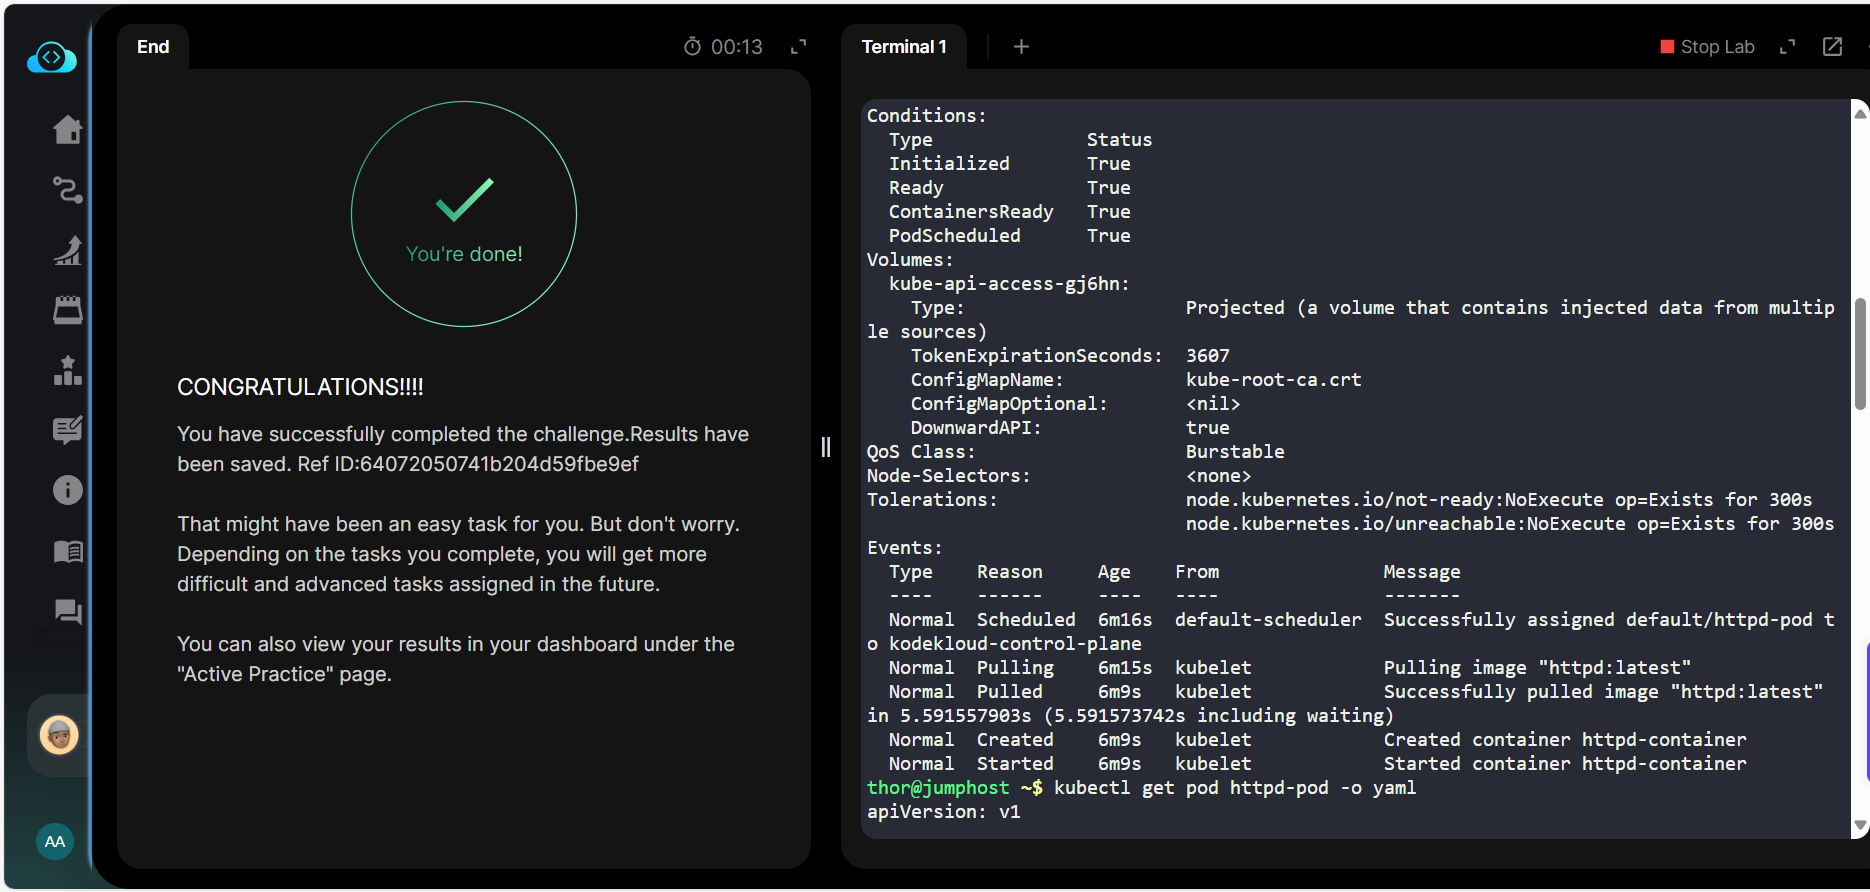 End
00:13
You're done!
CONGRATULATIONS!!!!
You have successfully completed the challenge.Results have
been saved. Ref ID:64072050741b204d59fbe9ef
That might have been an easy task for you. But don't worry.
Depending on the tasks you complete, you will get more
difficult and advanced tasks assigned in the future.
You can also view your results in your dashboard under the
"Active Practice" page.
AA
Terminal 1
+
Stop Lab
Conditions:
  Type              Status
  Initialized       True
  Ready             True
  ContainersReady   True
  PodScheduled      True
Volumes:
  kube-api-access-gj6hn:
    Type:                    Projected (a volume that contains injected data from multip
le sources)
    TokenExpirationSeconds:  3607
    ConfigMapName:           kube-root-ca.crt
    ConfigMapOptional:       <nil>
    DownwardAPI:             true
QoS Class:                   Burstable
Node-Selectors:              <none>
Tolerations:                 node.kubernetes.io/not-ready:NoExecute op=Exists for 300s
                             node.kubernetes.io/unreachable:NoExecute op=Exists for 300s
Events:
  Type    Reason     Age    From               Message
  ----    ------     ----   ----               -------
  Normal  Scheduled  6m16s  default-scheduler  Successfully assigned default/httpd-pod t
o kodekloud-control-plane
  Normal  Pulling    6m15s  kubelet            Pulling image "httpd:latest"
  Normal  Pulled     6m9s   kubelet            Successfully pulled image "httpd:latest"
in 5.591557903s (5.591573742s including waiting)
  Normal  Created    6m9s   kubelet            Created container httpd-container
  Normal  Started    6m9s   kubelet            Started container httpd-container
thor@jumphost ~$ kubectl get pod httpd-pod -o yaml
apiVersion: v1